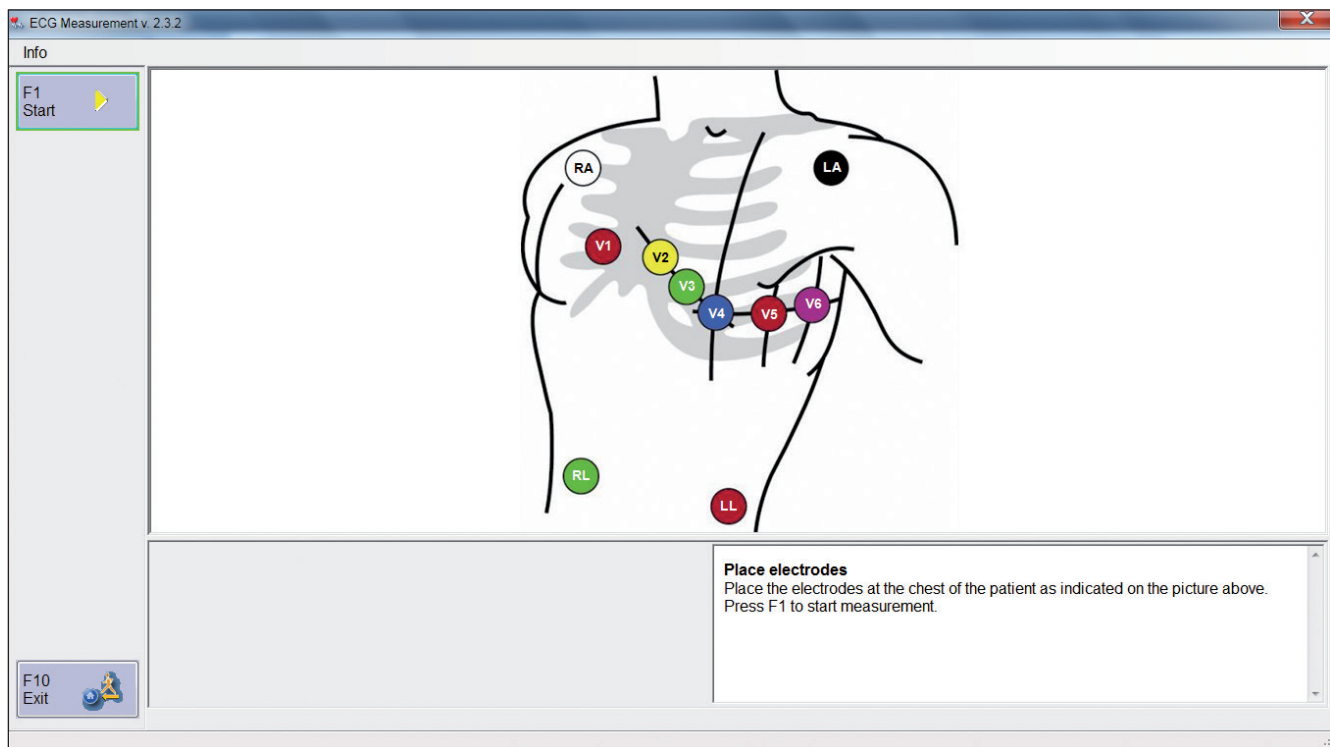 ECG Measurement v. 2.3.2
Info
F1
Start
RA
LA
V1
V2
V3
V4
V5
V6
RL
LL
Place electrodes
Place the electrodes at the chest of the patient as indicated on the picture above.
Press F1 to start measurement.
F10
Exit